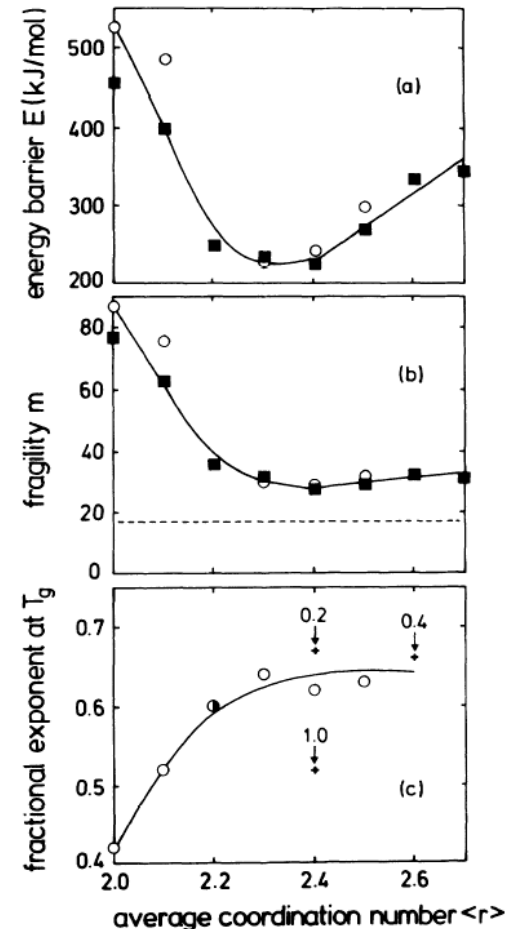 energy barrier E (kJ/mol)
500
400
300
200
(a)
fragility m
80
60
40
20
0
(b)
fractional exponent at Tg
0.7
0.6
0.5
0.4
0.2
0.4
1.0
(c)
2.0 2.2 2.4 2.6
average coordination number <r>